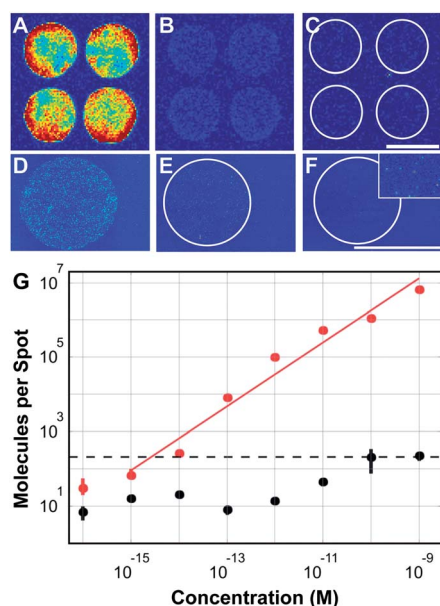 A B C
D E F
G
Molecules per Spot
10^7
10^5
10^3
10^1
10^-15 10^-13 10^-11 10^-9
Concentration (M)